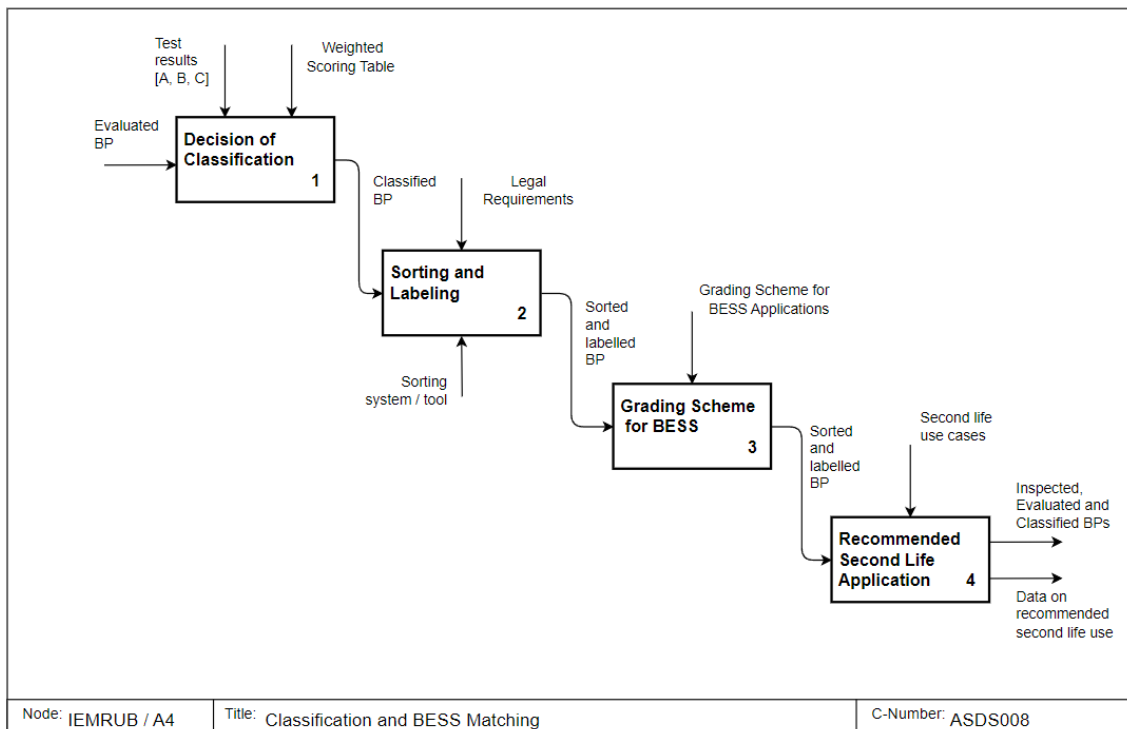 Test
results
[A, B, C]
Weighted
Scoring Table
Evaluated
BP
Decision of
Classification
1
Classified
BP
Legal
Requirements
Sorting and
Labeling
2
Sorting
system / tool
Sorted
and
labelled
BP
Grading Scheme for
BESS Applications
Grading Scheme
for BESS
3
Sorted
and
labelled
BP
Second life
use cases
Recommended
Second Life
Application
4
Inspected,
Evaluated and
Classified BPs
Data on
recommended
second life use
Node: IEMRUB / A4
Title: Classification and BESS Matching
C-Number: ASDS008